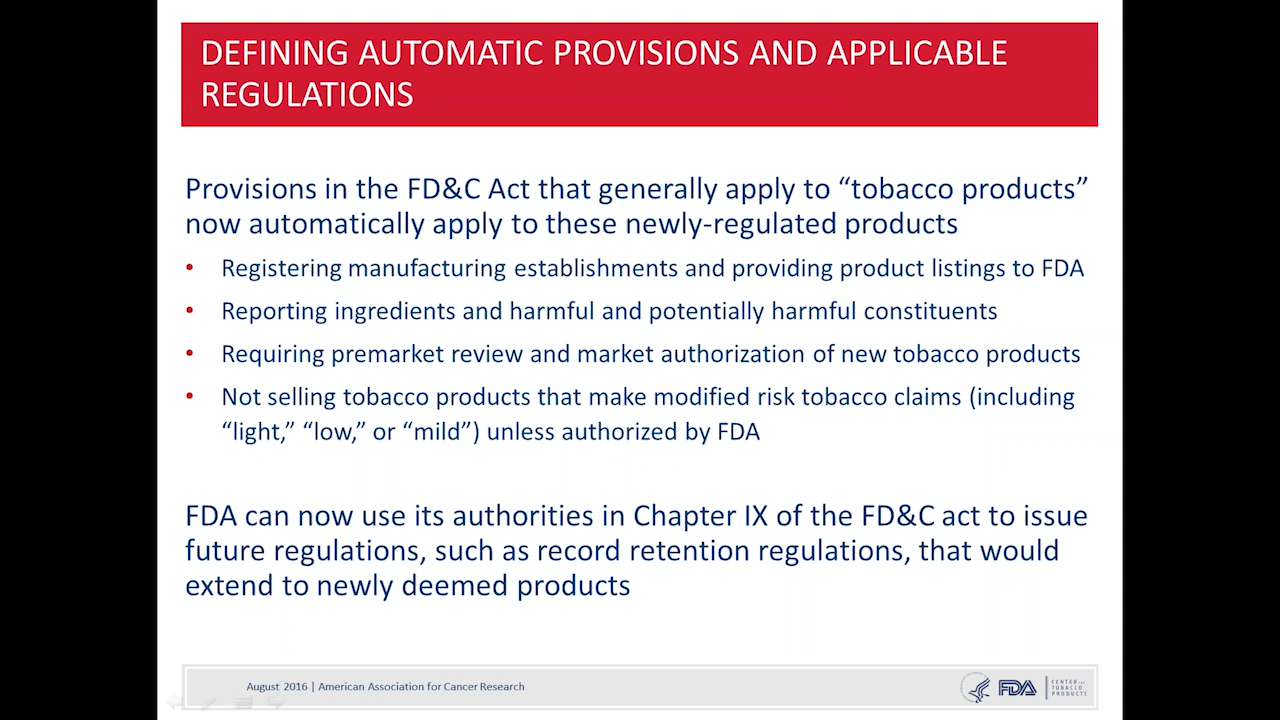 DEFINING AUTOMATIC PROVISIONS AND APPLICABLE
REGULATIONS
Provisions in the FD&C Act that generally apply to “tobacco products”
now automatically apply to these newly-regulated products
• Registering manufacturing establishments and providing product listings to FDA
• Reporting ingredients and harmful and potentially harmful constituents
• Requiring premarket review and market authorization of new tobacco products
• Not selling tobacco products that make modified risk tobacco claims (including
“light,” “low,” or “mild”) unless authorized by FDA
FDA can now use its authorities in Chapter IX of the FD&C act to issue
future regulations, such as record retention regulations, that would
extend to newly deemed products
August 2016 | American Association for Cancer Research
FDA
CENTER FOR
TOBACCO
PRODUCTS